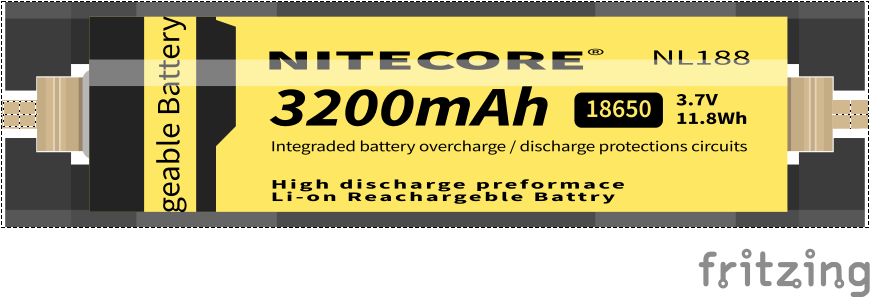 geable Battery
NITECORE® NL188
3200mAh 18650 3.7V
11.8Wh
Integraded battery overcharge / discharge protections circuits
High discharge preformace
Li-on Reachargeble Battry
fritzing